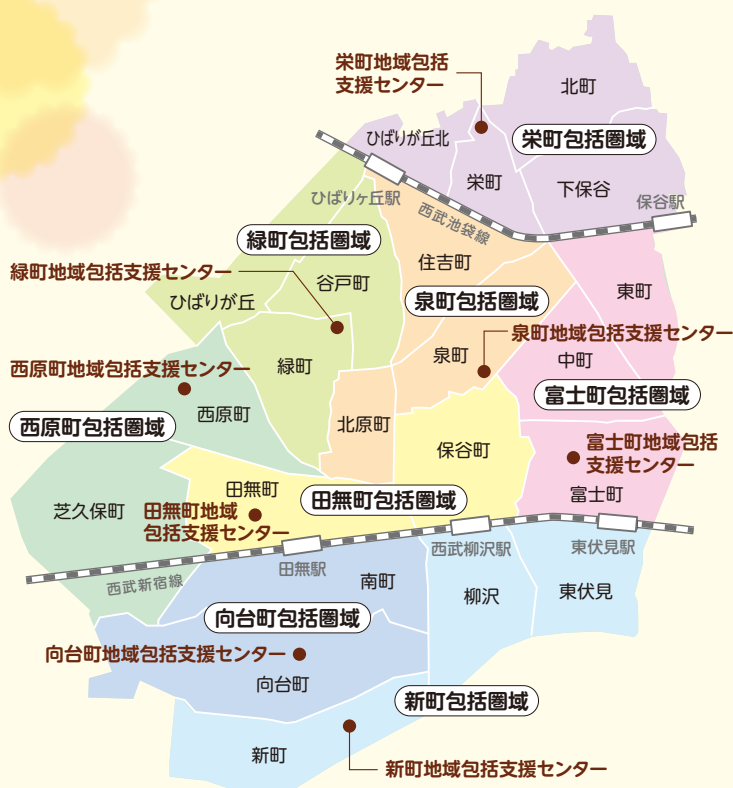 栄町地域包括
支援センター
北町
ひばりが丘北
栄町包括圏域
栄町
下保谷
ひばりヶ丘駅
西武池袋線
保谷駅
緑町包括圏域
住吉町
緑町地域包括支援センター
谷戸町
東町
ひばりが丘
泉町包括圏域
泉町地域包括支援センター
泉町
中町
緑町
西原町地域包括支援センター
西原町
富士町包括圏域
西原町包括圏域
北原町
保谷町
富士町地域包括
支援センター
富士町
田無町
田無町包括圏域
芝久保町
田無町地域
包括支援センター
西武柳沢駅
東伏見駅
田無駅
西武新宿線
南町
柳沢
東伏見
向台町包括圏域
向台町地域包括支援センター
向台町
新町包括圏域
新町
新町地域包括支援センター